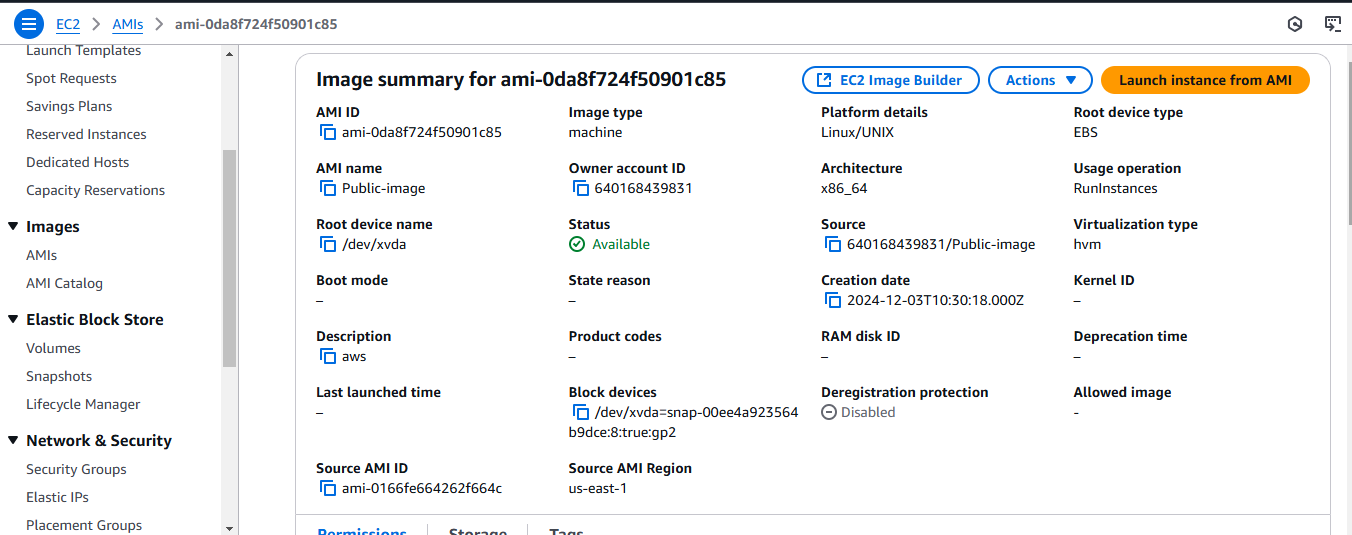 EC2 > AMIs > ami-0da8f724f50901c85
Launch Templates
Spot Requests
Savings Plans
Reserved Instances
Dedicated Hosts
Capacity Reservations
Images
AMIs
AMI Catalog
Elastic Block Store
Volumes
Snapshots
Lifecycle Manager
Network & Security
Security Groups
Elastic IPs
Placement Groups
Image summary for ami-0da8f724f50901c85
EC2 Image Builder
Actions
Launch instance from AMI
AMI ID
ami-0da8f724f50901c85
Image type
machine
Platform details
Linux/UNIX
Root device type
EBS
AMI name
Public-image
Owner account ID
640168439831
Architecture
x86_64
Usage operation
RunInstances
Root device name
/dev/xvda
Status
Available
Source
640168439831/Public-image
Virtualization type
hvm
Boot mode
–
State reason
–
Creation date
2024-12-03T10:30:18.000Z
Kernel ID
–
Description
aws
Product codes
–
RAM disk ID
–
Deprecation time
–
Last launched time
–
Block devices
/dev/xvda=snap-00ee4a923564
b9dce:8:true:gp2
Deregistration protection
Disabled
Allowed image
-
Source AMI ID
ami-0166fe664262f664c
Source AMI Region
us-east-1
Permissions
Storage
Tags